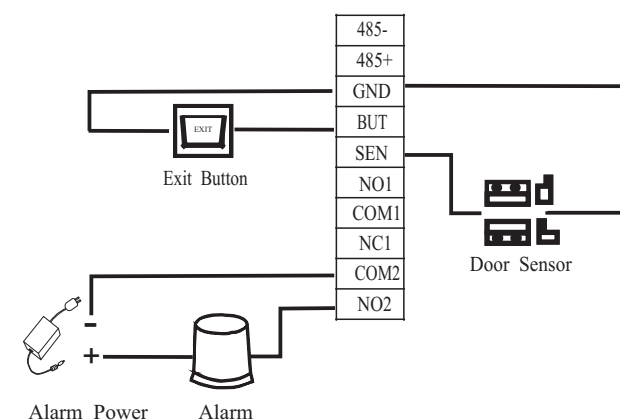 485-
485+
GND
BUT
SEN
NO1
COM1
NC1
COM2
NO2
EXIT
Exit Button
Door Sensor
-
+
Alarm Power
Alarm